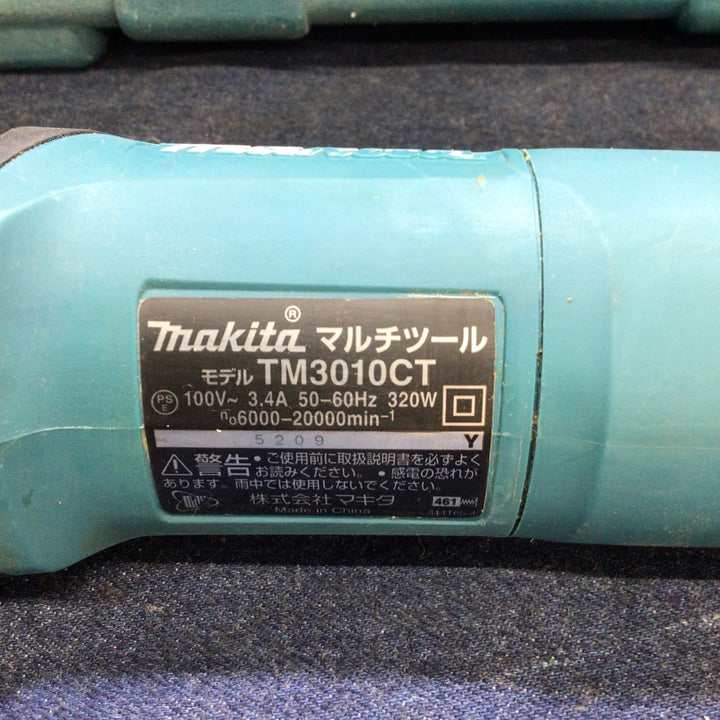 makita® マルチツール
モデル TM3010CT
PS E 100V~ 3.4A 50-60Hz 320W
n₀6000-20000min⁻¹
5209 Y
警告 • ご使用前に取扱説明書を必ずよく
お読みください。 • 感電の恐れが
あります。雨中では使用しないでください。
株式会社 マキタ 461
Made in China